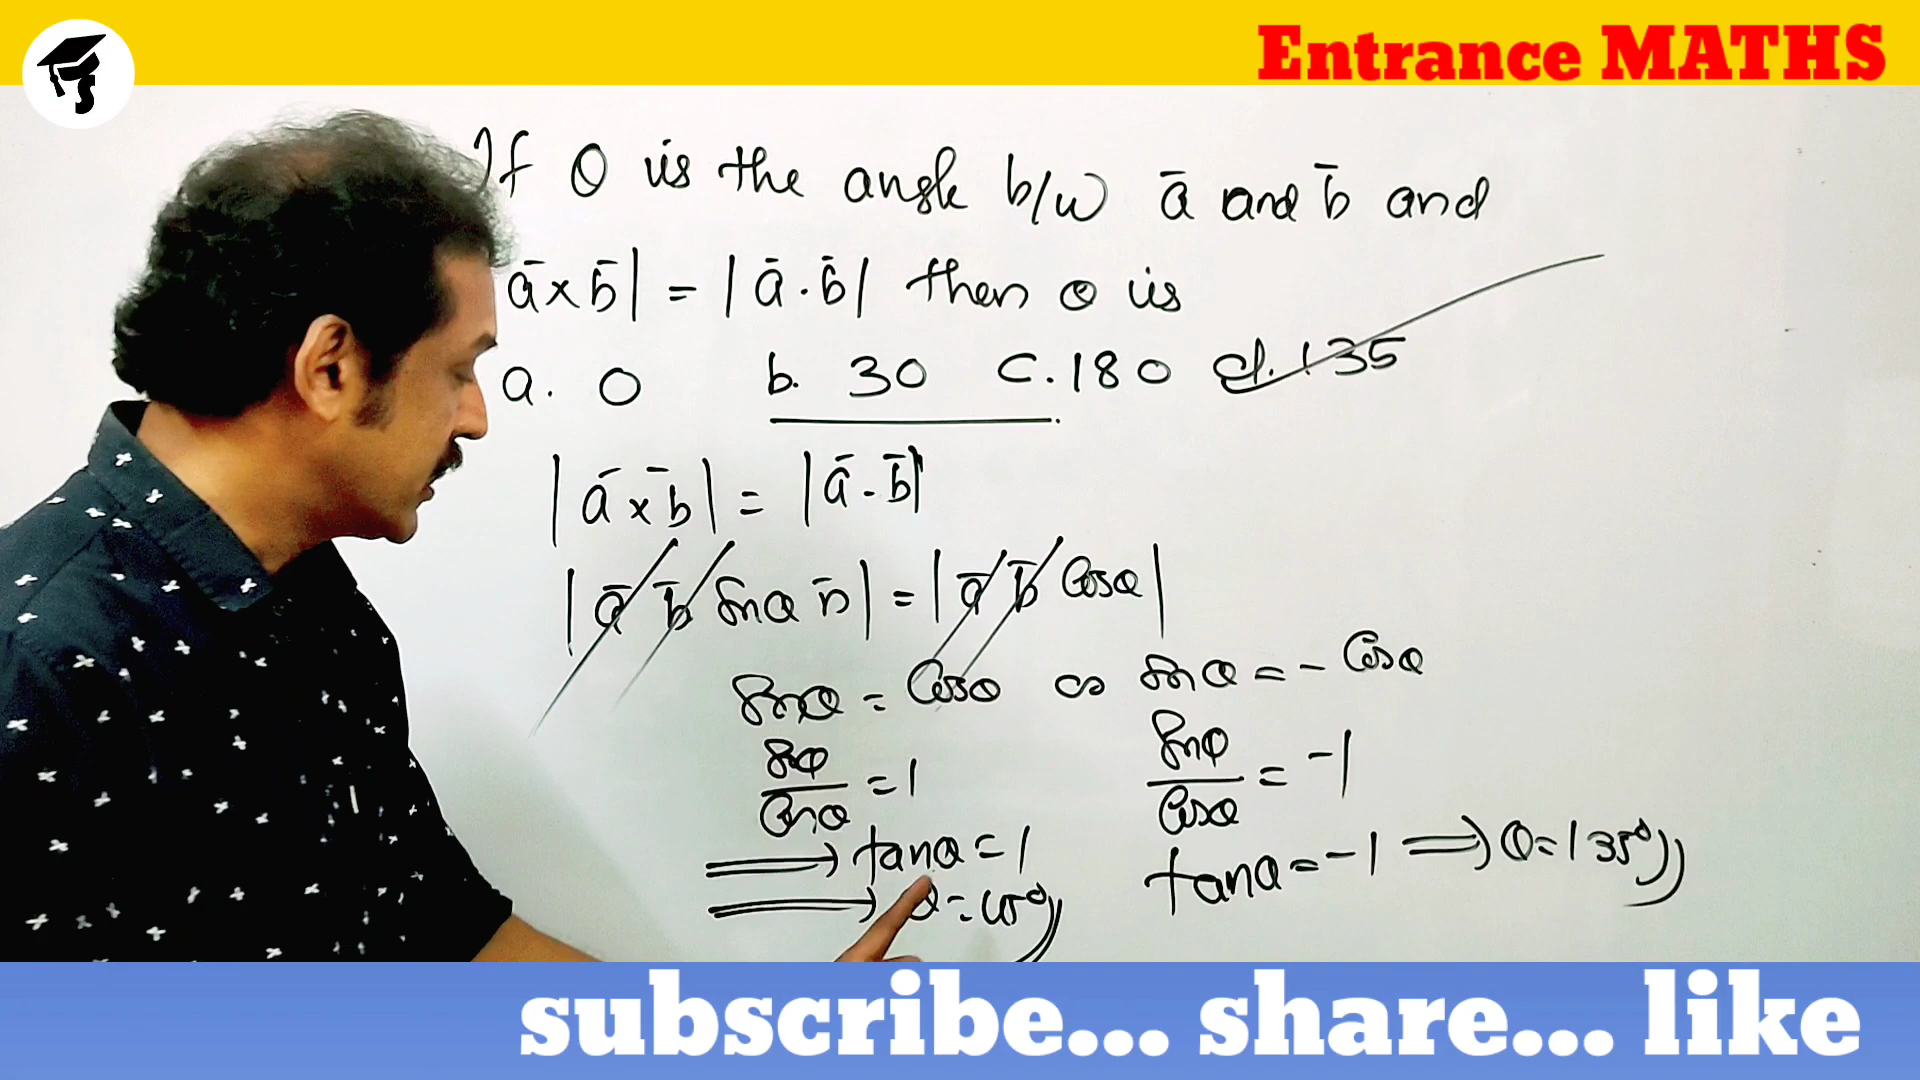 Entrance MATHS
If θ is the angle b/w a̅ and b̅ and
a̅ × b̅| = |a̅ · b̅| then θ is
a. 0 b. 30 c. 180 d. 135
|a̅ × b̅| = |a̅ · b̅|
|a̅ b̅ sinθ n̅| = |a̅ b̅ cosθ|
sinθ = cosθ or sinθ = - cosθ
sinθ/cosθ = 1 sinθ/cosθ = -1
⟹ tanθ = 1 tanθ = -1 ⟹ θ = 135°
⟹ θ = 45°
subscribe... share... like